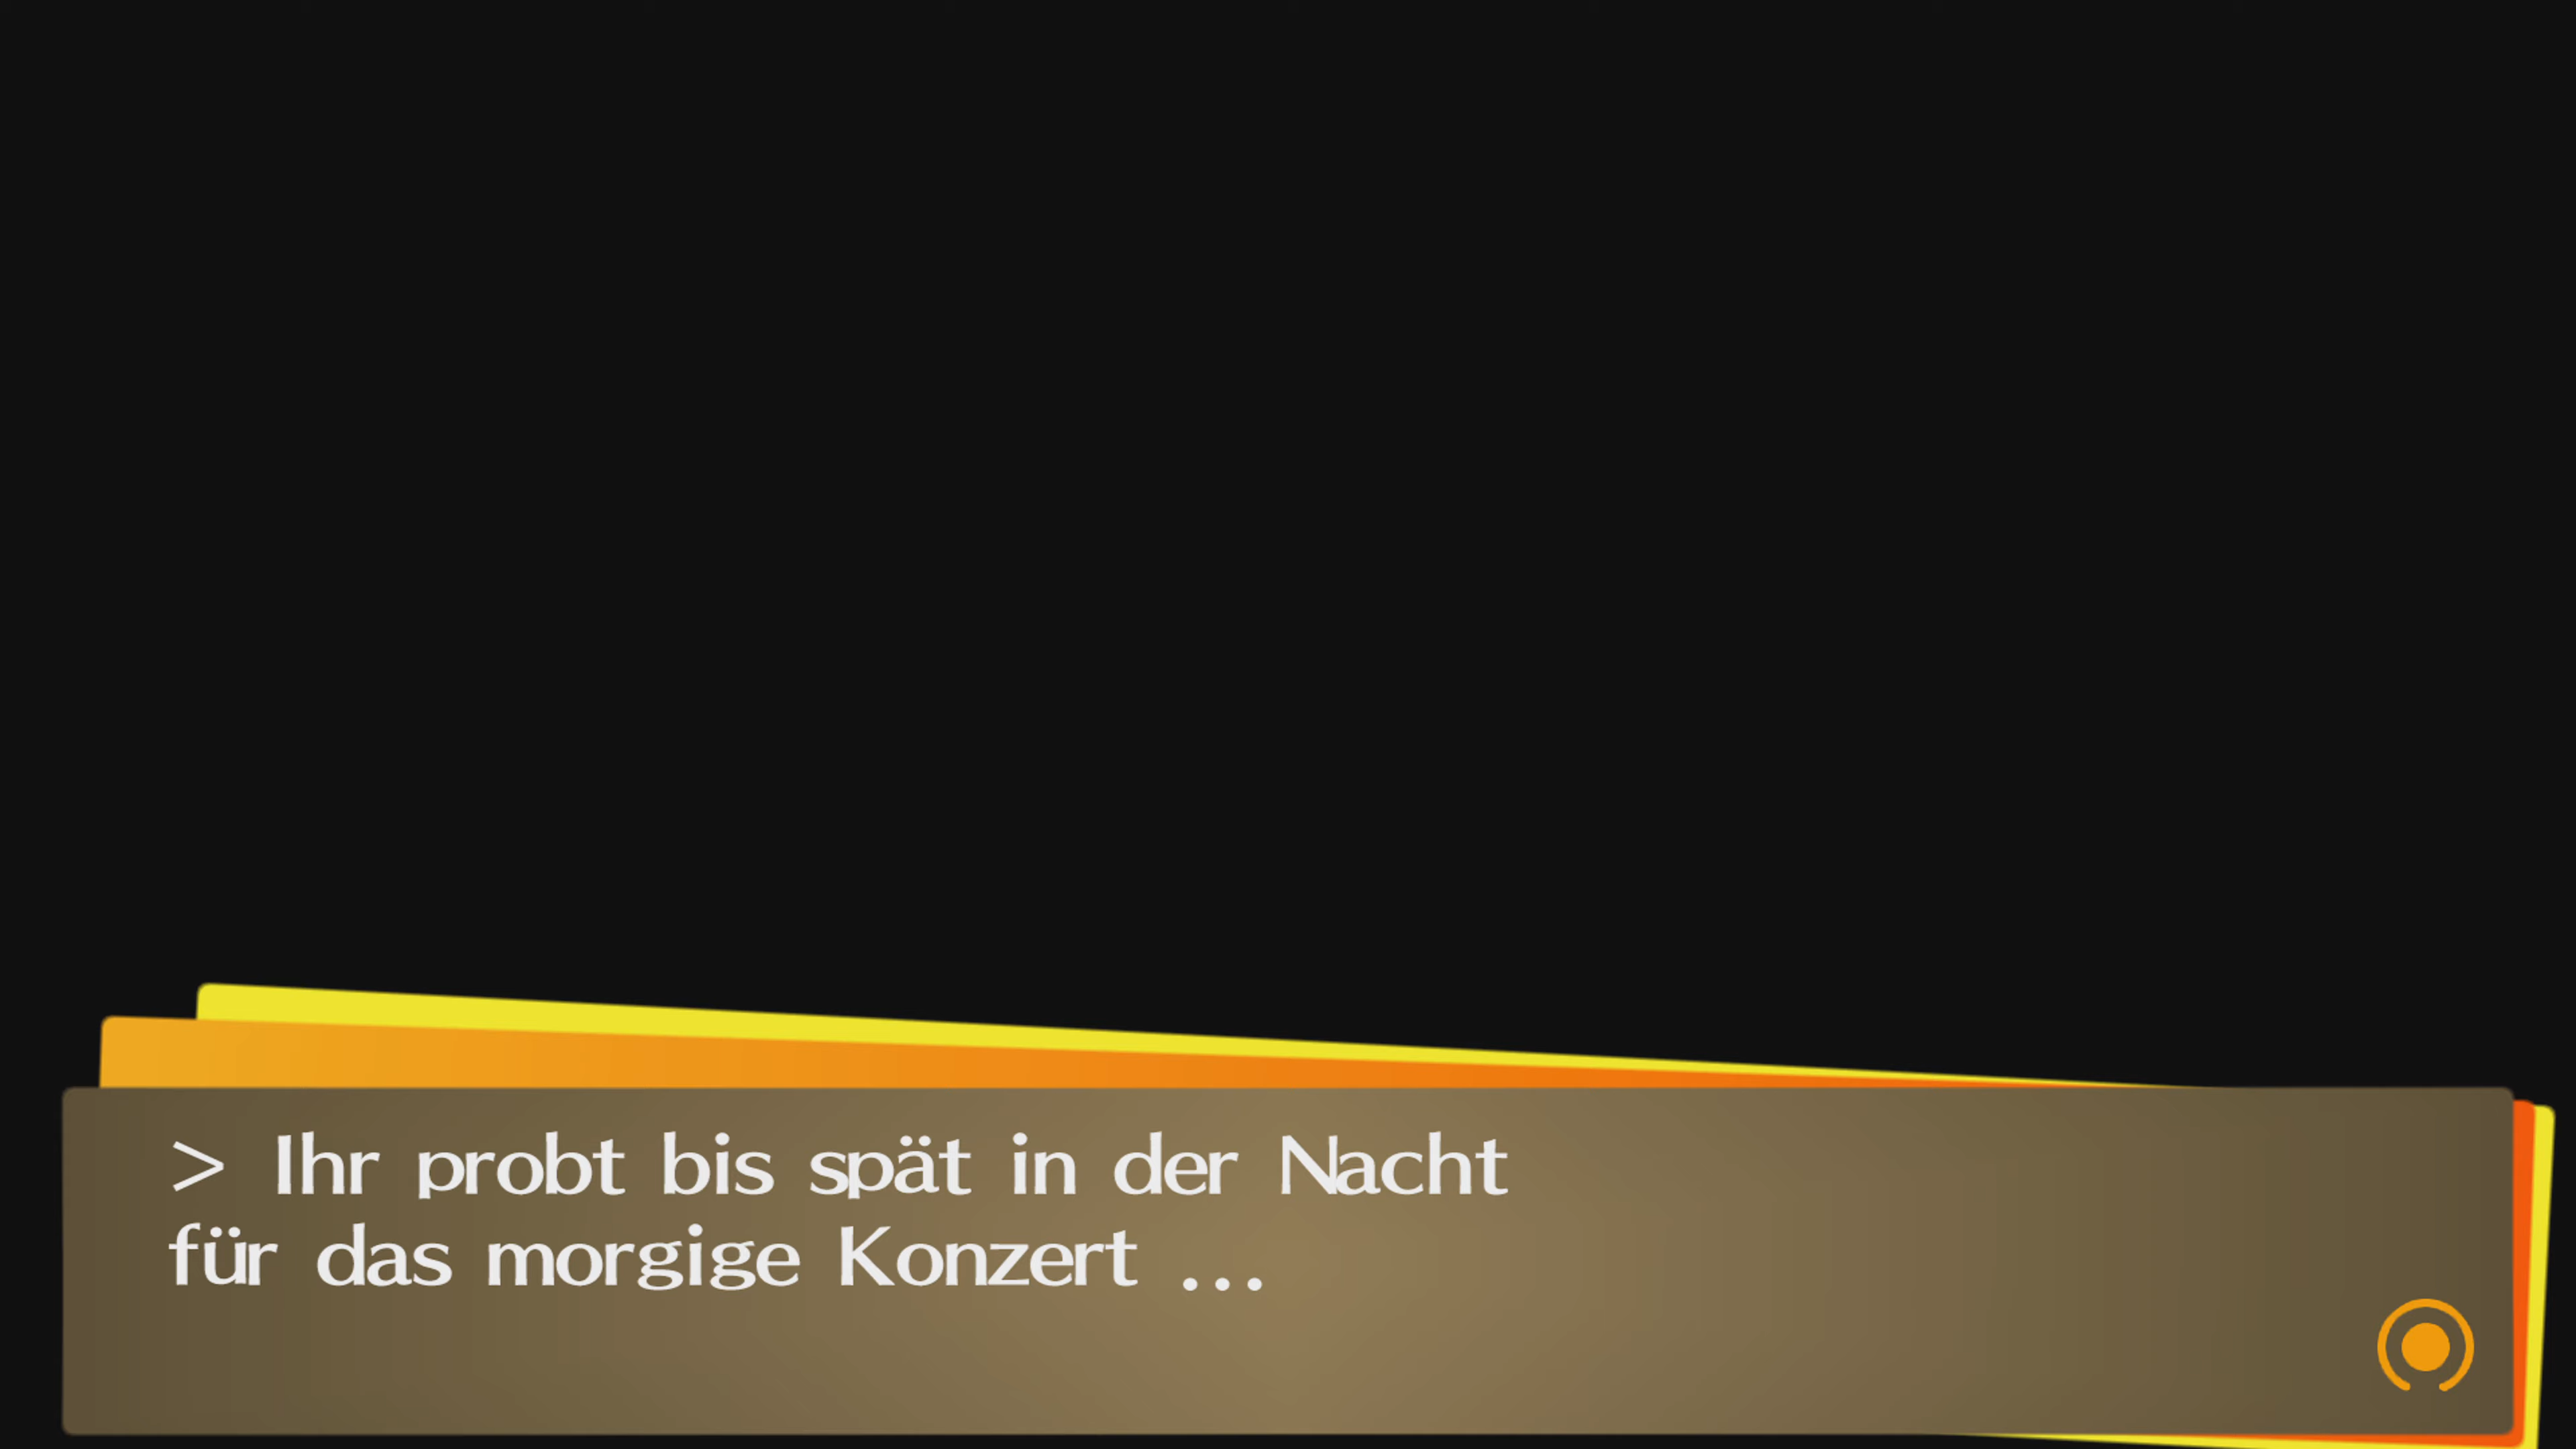 > Ihr probt bis spät in der Nacht
für das morgige Konzert ...